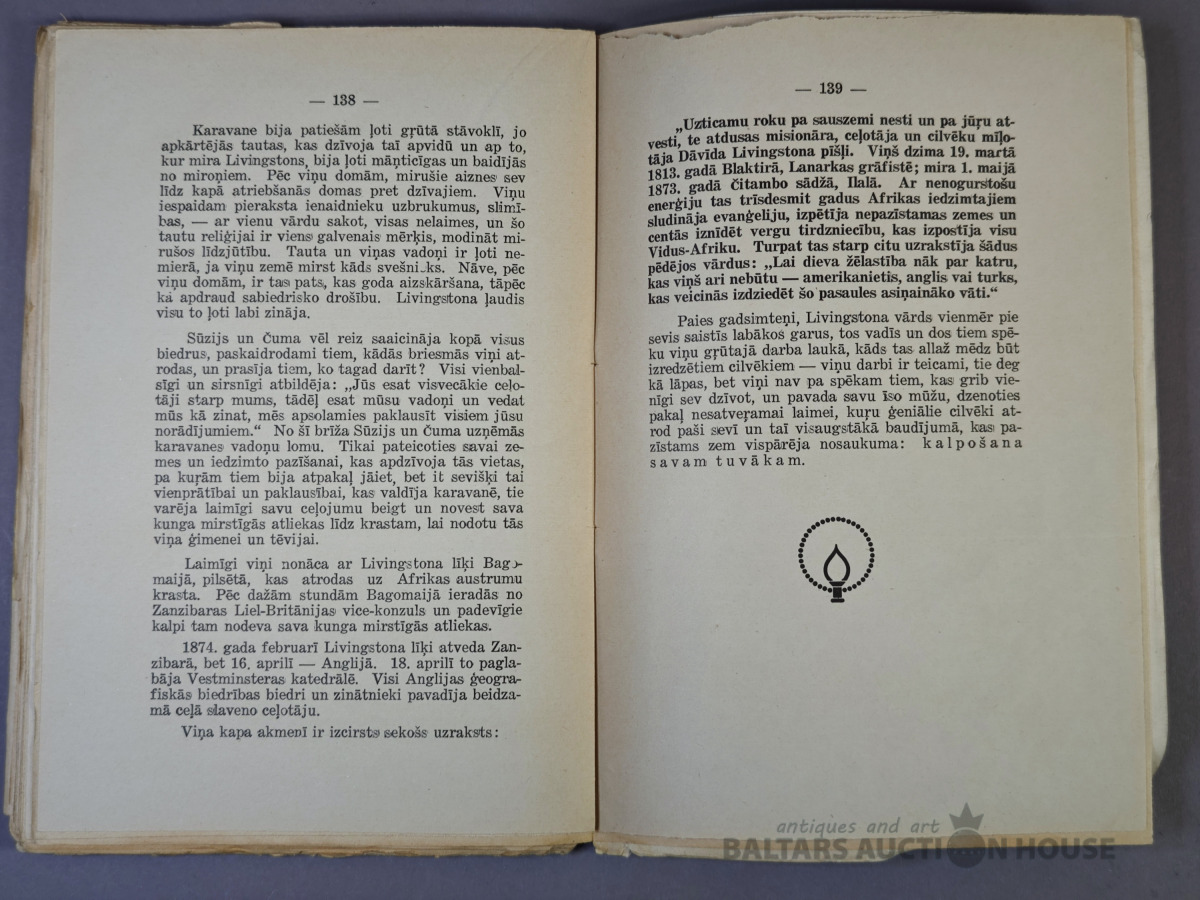 — 138 —
Karavane bija patiešām ļoti gŗūtā stāvoklī, jo
apkārtējās tautas, kas dzīvoja taī apvidū un ap to,
kur mira Livingstons, bija ļoti māņticīgas un baidījās
no mironiem. Pēc viņu domām, mirušie aiznes sev
līdz kapā atriebšanās domas pret dzīvajiem. Viņu
iespaidam pieraksta ienaidnieku uzbrukumus, slimī-
bas, — ar vienu vārdu sakot, visas nelaimes, un šo
tautu reliģijai ir viens galvenais mērķis, modināt mi-
rušos līdzjūtību. Tauta un viņas vadoņi ir ļoti ne-
mierā, ja viņu zemē mirst kāds svešni.ks. Nāve, pēc
viņu domām, ir tas pats, kas goda aizskāršana, tāpēc
kā apdraud sabiedrisko drošību. Livingstona ļaudis
visu to ļoti labi zināja.
Sūzijs un Čuma vēl reiz saaicināja kopā visus
biedrus, paskaidrodami tiem, kādās briesmās viņi at-
rodas, un prasīja tiem, ko tagad darīt? Visi vienbal-
sīgi un sirsnīgi atbildēja: „Jūs esat visvecākie ceļo-
tāji starp mums, tādēļ esat mūsu vadoņi un vedat
mūs kā zinat, mēs apsolamies paklausīt visiem jūsu
norādījumiem.“ No šī brīža Sūzijs un Čuma uzņēmās
karavanes vadoņu lomu. Tikai pateicoties savai ze-
mes un iedzimto pazīšanai, kas apdzīvoja tās vietas,
pa kuŗām tiem bija atpakaļ jāiet, bet it sevišķi tai
vienprātībai un paklausībai, kas valdīja karavanē, tie
varēja laimīgi savu ceļojumu beigt un novest sava
kunga mirstīgās atliekas līdz krastam, lai nodotu tās
viņa ģimenei un tēvijai.
Laimīgi viņi nonāca ar Livingstona līķi Bago-
maijā, pilsētā, kas atrodas uz Afrikas austrumu
krasta. Pēc dažām stundām Bagomaijā ieradās no
Zanzibaras Liel-Britānijas vice-konzuls un padevīgie
kalpi tam nodeva sava kunga mirstīgās atliekas.
1874. gada februarī Livingstona līķi atveda Zan-
zibarā, bet 16. aprilī — Anglijā. 18. aprilī to pagla-
bāja Vestminsteras katedrālē. Visi Anglijas ģeogra-
fiskās biedrības biedri un zinātnieki pavadīja beidza-
mā ceļā slaveno ceļotāju.
Viņa kapa akmenī ir izcirsts sekošs uzraksts:
— 139 —
„Uzticamu roku pa sauszemi nesti un pa jūŗu at-
vesti, te atdusas misionāra, ceļotāja un cilvēku mīļo-
tāja Dāvīda Livingstona pīšļi. Viņš dzima 19. martā
1813. gadā Blaktirā, Lanarkas grāfistē; mira 1. maijā
1873. gadā Čitambo sādžā, Ilalā. Ar nenogurstošu
enerģiju tas trīsdesmit gadus Afrikas iedzimtajiem
sludināja evaņģeliju, izpētīja nepazīstamas zemes un
centās iznīdēt vergu tirdzniecību, kas izpostīja visu
Vidus-Afriku. Turpat tas starp citu uzrakstīja šādus
pēdējos vārdus: „Lai dieva žēlastība nāk par katru,
kas viņš ari nebūtu — amerikanietis, anglis vai turks,
kas veicinās izdziedēt šo pasaules asiņaināko vāti.“
Paies gadsimteņi, Livingstona vārds vienmēr pie
sevis saistīs labākos garus, tos vadīs un dos tiem spē-
ku viņu gŗūtajā darba laukā, kāds tas allaž mēdz būt
izredzētiem cilvēkiem — viņu darbi ir teicami, tie deg
kā lāpas, bet viņi nav pa spēkam tiem, kas grib vie-
nīgi sev dzīvot, un pavada savu īso mūžu, dzenoties
pakaļ nesatveŗamai laimei, kuŗu ģeniālie cilvēki at-
rod paši sevī un taī visaugstākā baudījumā, kas pa-
zīstams zem vispārēja nosaukuma: kalpošana
savam tuvākam.
antiques and art
BALTARS AUCTION HOUSE